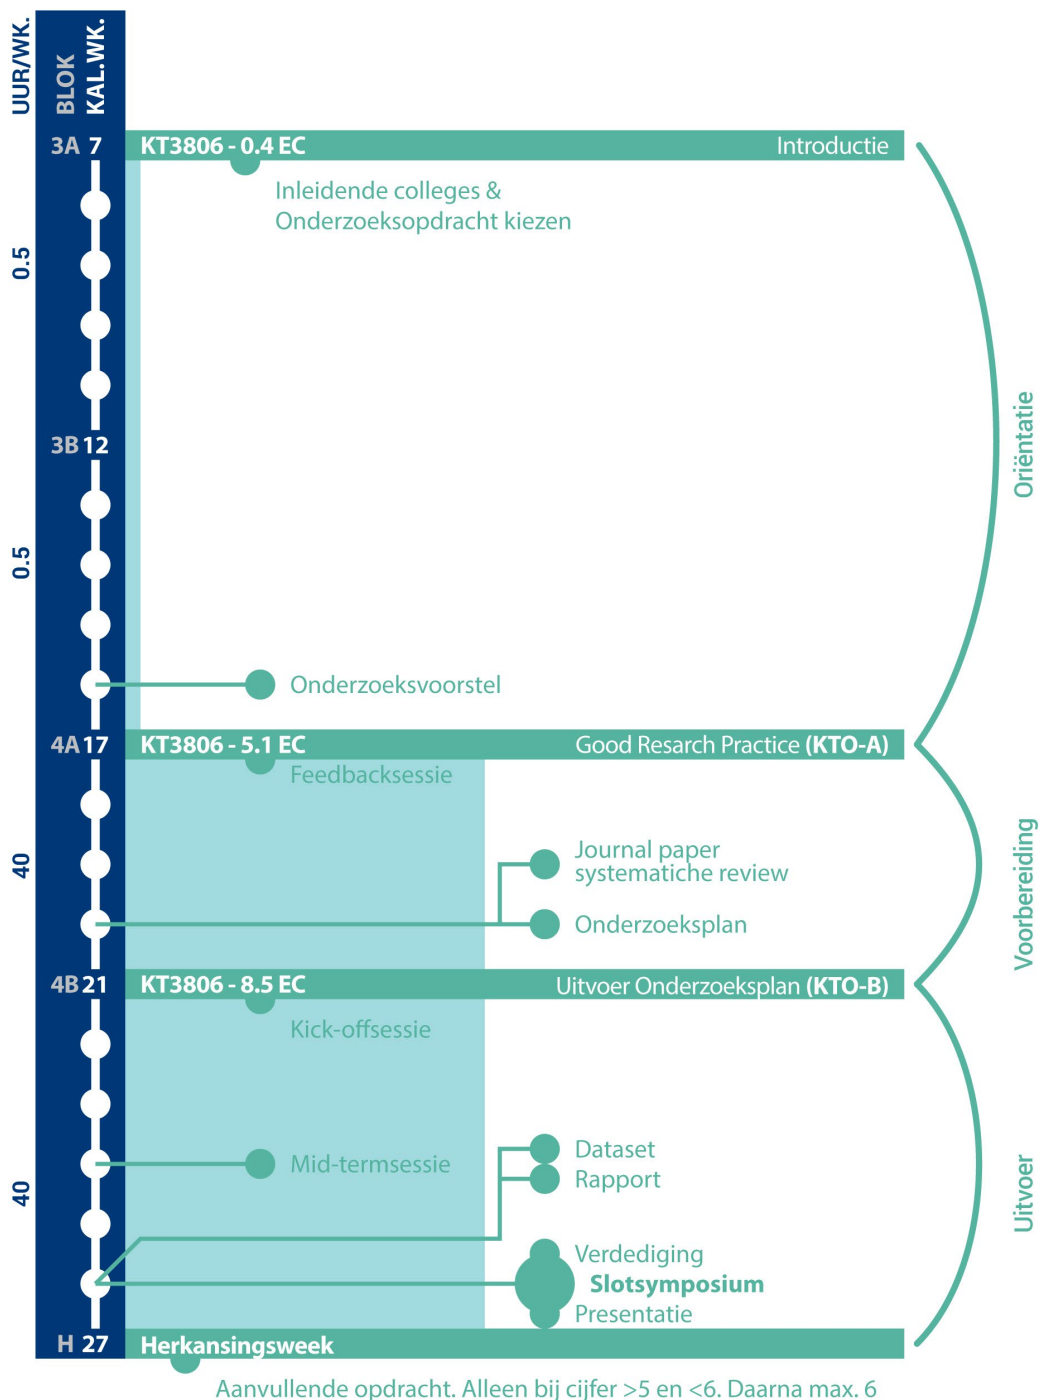 UUR/WK.
BLOK
KAL.WK.
3A 7
KT3806 - 0.4 EC
Introductie
Inleidende colleges &
Onderzoeksopdracht kiezen
0.5
3B 12
Oriëntatie
0.5
Onderzoeksvoorstel
4A 17
KT3806 - 5.1 EC
Good Resarch Practice (KTO-A)
Feedbacksessie
40
Journal paper
systematiche review
Onderzoeksplan
Voorbereiding
4B 21
KT3806 - 8.5 EC
Uitvoer Onderzoeksplan (KTO-B)
Kick-offsessie
Mid-termsessie
40
Dataset
Rapport
Uitvoer
Verdediging
Slotsymposium
Presentatie
H 27
Herkansingsweek
Aanvullende opdracht. Alleen bij cijfer >5 en <6. Daarna max. 6